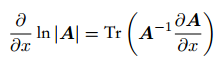 ∂/∂x ln |A| = Tr ( A⁻¹ ∂A/∂x )